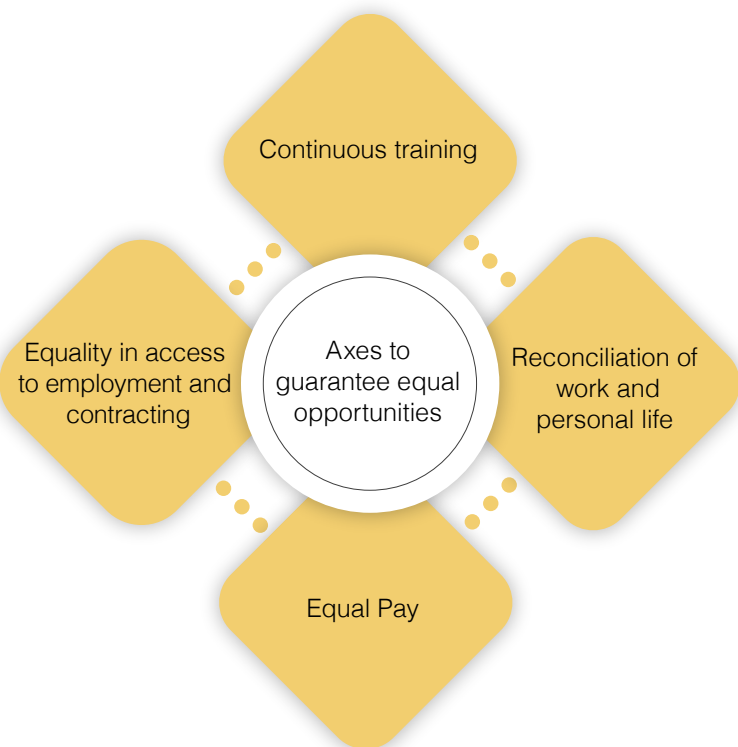 Continuous training
Equality in access
to employment and
contracting
Axes to
guarantee equal
opportunities
Reconciliation of
work and
personal life
Equal Pay